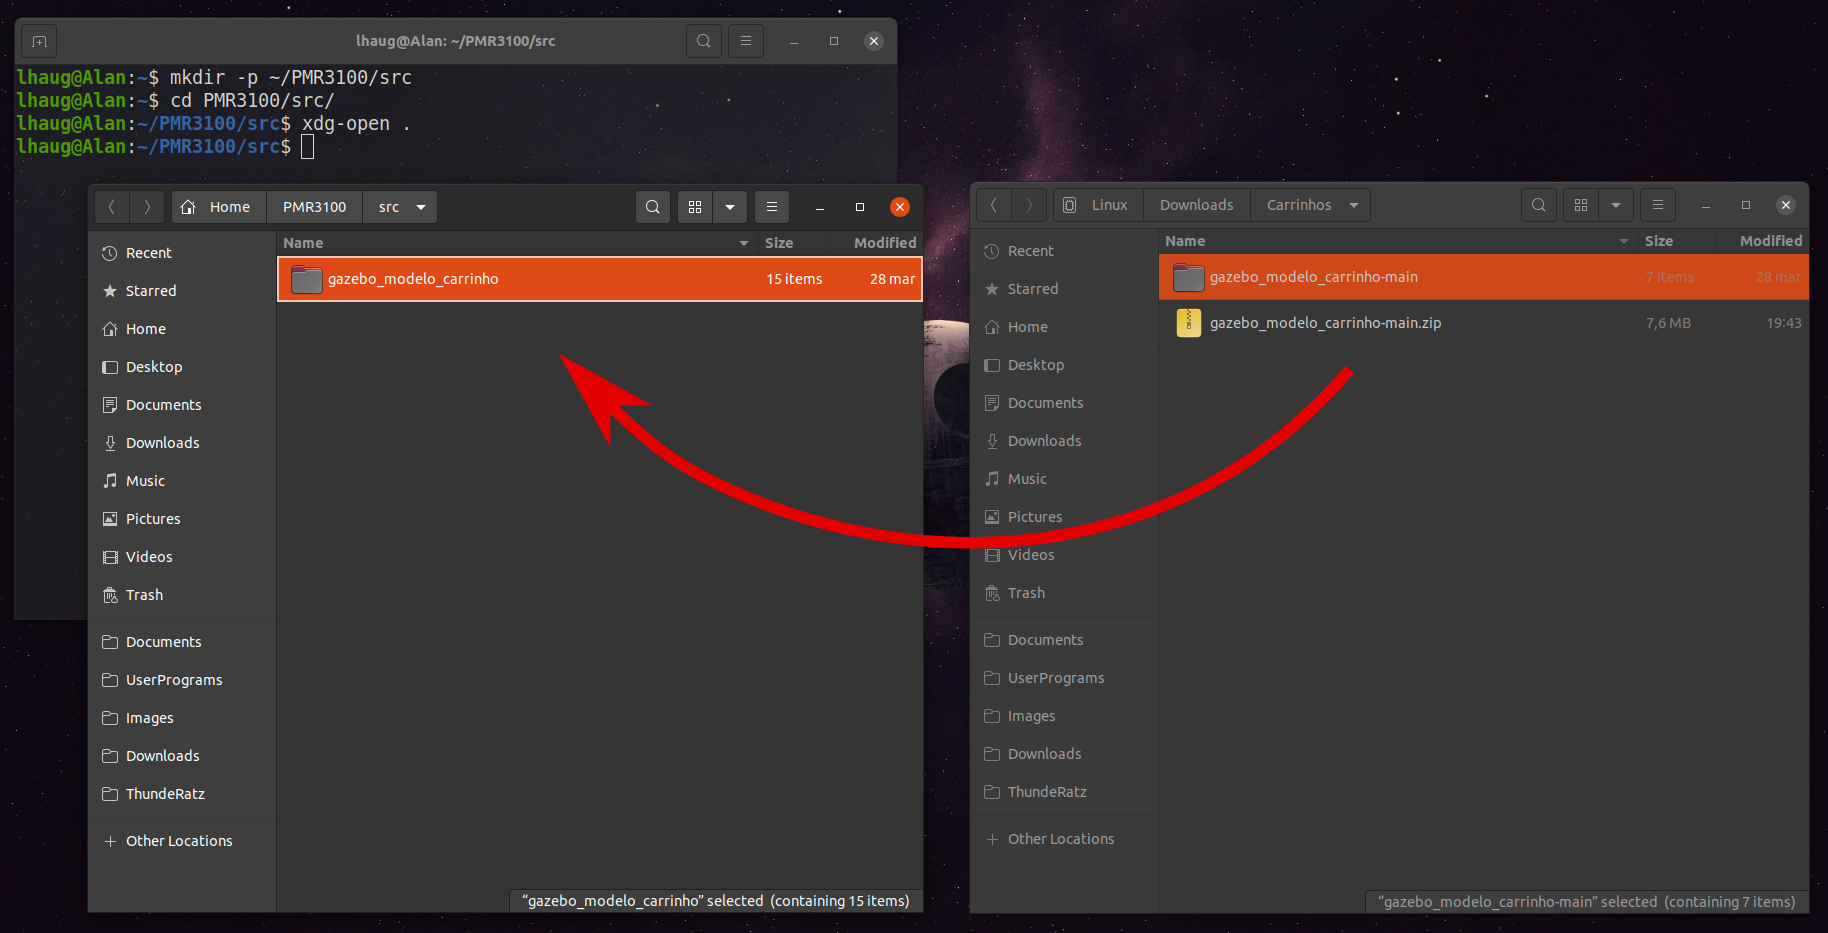 lhaug@Alan: ~/PMR3100/src
lhaug@Alan:~$ mkdir -p ~/PMR3100/src
lhaug@Alan:~$ cd PMR3100/src/
lhaug@Alan:~/PMR3100/src$ xdg-open .
lhaug@Alan:~/PMR3100/src$
Home PMR3100 src
Name Size Modified
gazebo_modelo_carrinho 15 items 28 mar
Recent
Starred
Home
Desktop
Documents
Downloads
Music
Pictures
Videos
Trash
Documents
UserPrograms
Images
Downloads
ThundeRatz
Other Locations
“gazebo_modelo_carrinho” selected (containing 15 items)
Linux Downloads Carrinhos
Name Size Modified
gazebo_modelo_carrinho-main 7 items 28 mar
gazebo_modelo_carrinho-main.zip 7,6 MB 19:43
Recent
Starred
Home
Desktop
Documents
Downloads
Music
Pictures
Videos
Trash
Documents
UserPrograms
Images
Downloads
ThundeRatz
Other Locations
“gazebo_modelo_carrinho-main” selected (containing 7 items)